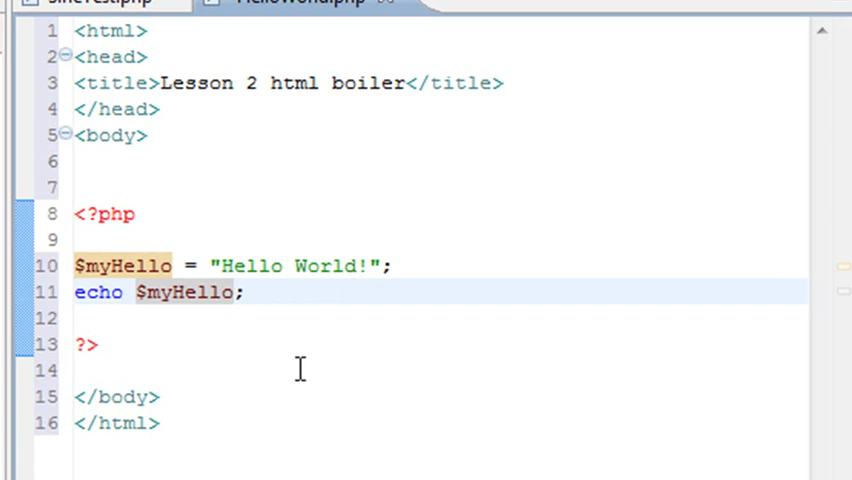 1 <html>
2 <head>
3 <title>Lesson 2 html boiler</title>
4 </head>
5 <body>
6
7
8 <?php
9
10 $myHello = "Hello World!";
11 echo $myHello;
12
13 ?>
14
15 </body>
16 </html>